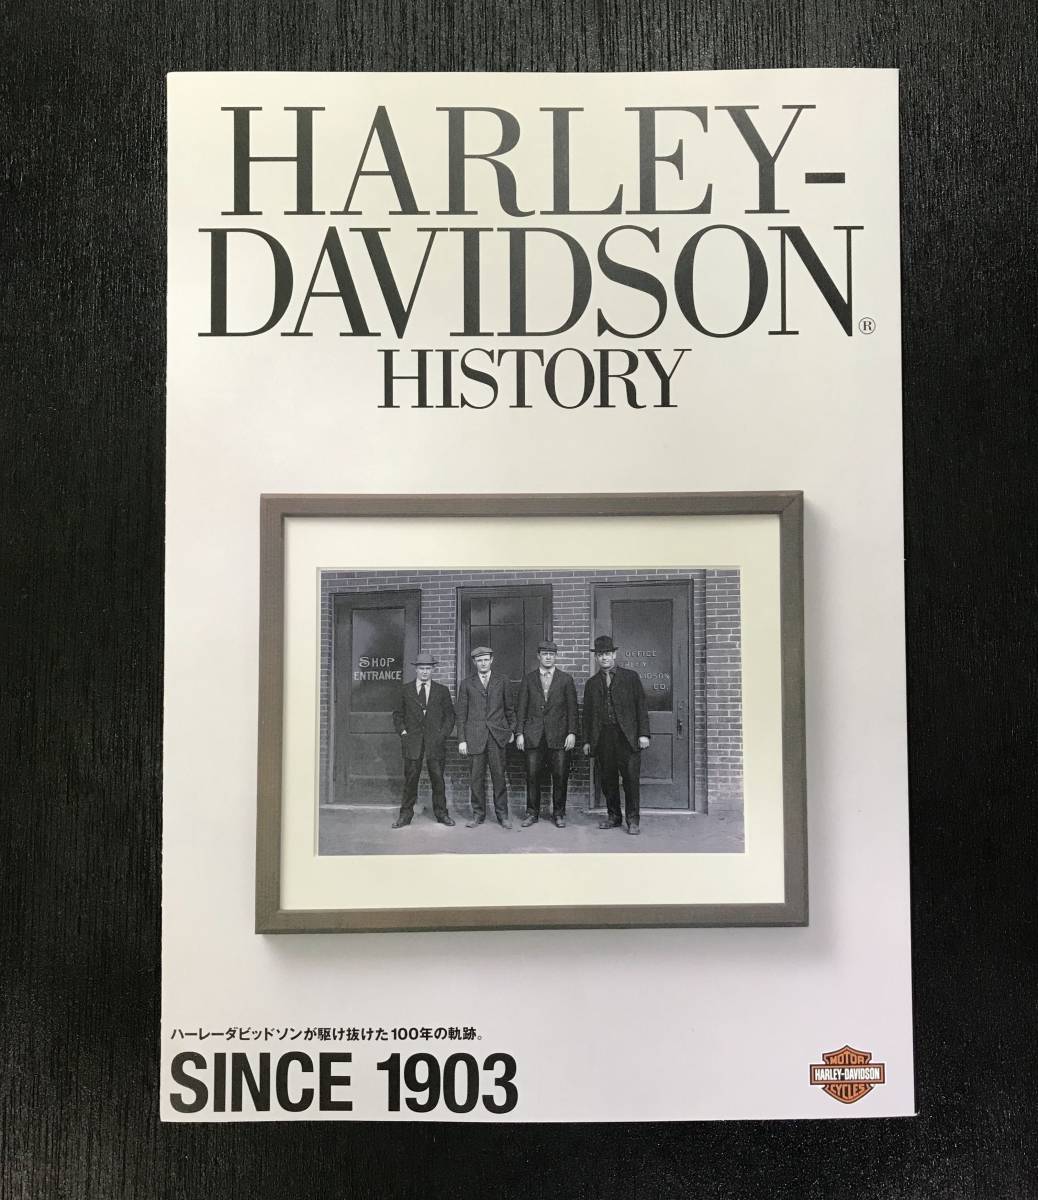 HARLEY-
DAVIDSON®
HISTORY
SHOP
ENTRANCE
OFFICE
CO.
ハーレーダビッドソンが駆け抜けた100年の軌跡。
SINCE 1903
MOTOR
HARLEY-DAVIDSON
CYCLES